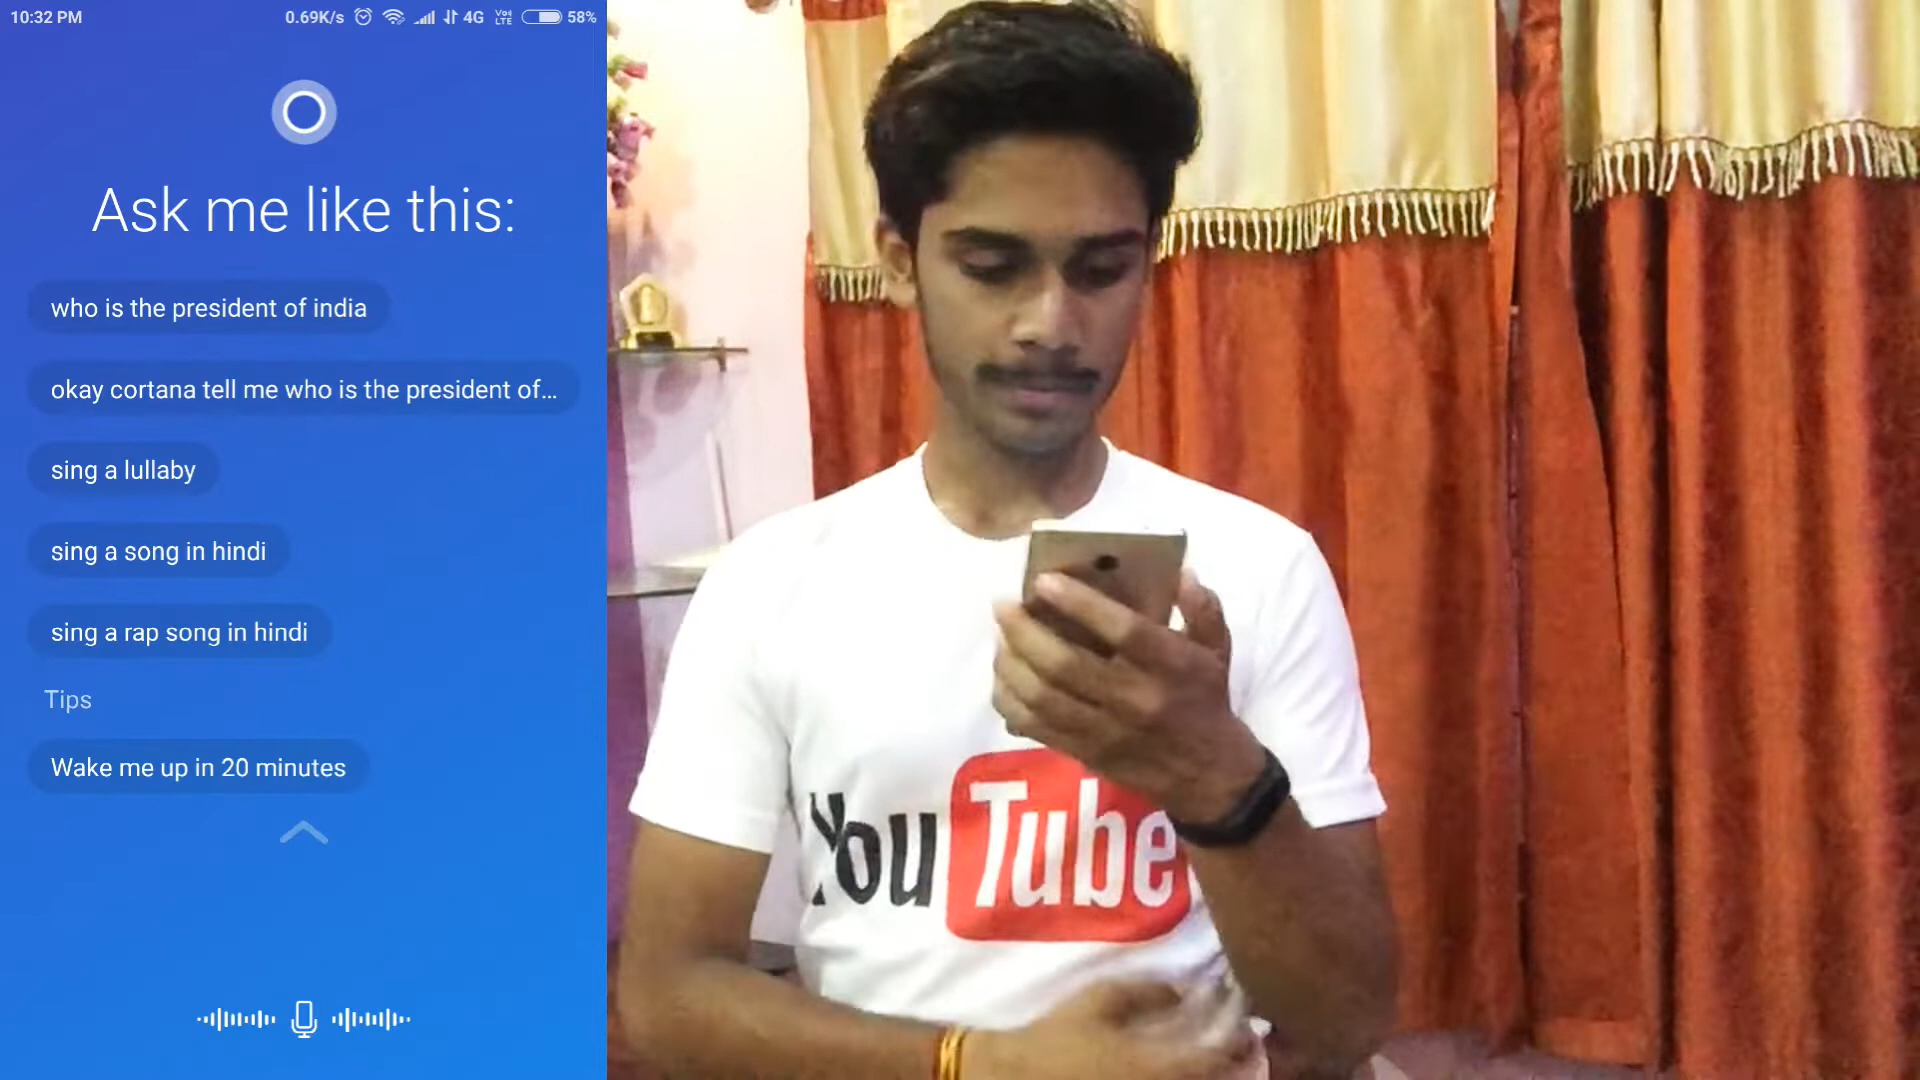 10:32 PM 0.69K/s 4G VoLTE 58%
Ask me like this:
who is the president of india
okay cortana tell me who is the president of...
sing a lullaby
sing a song in hindi
sing a rap song in hindi
Tips
Wake me up in 20 minutes
YouTube